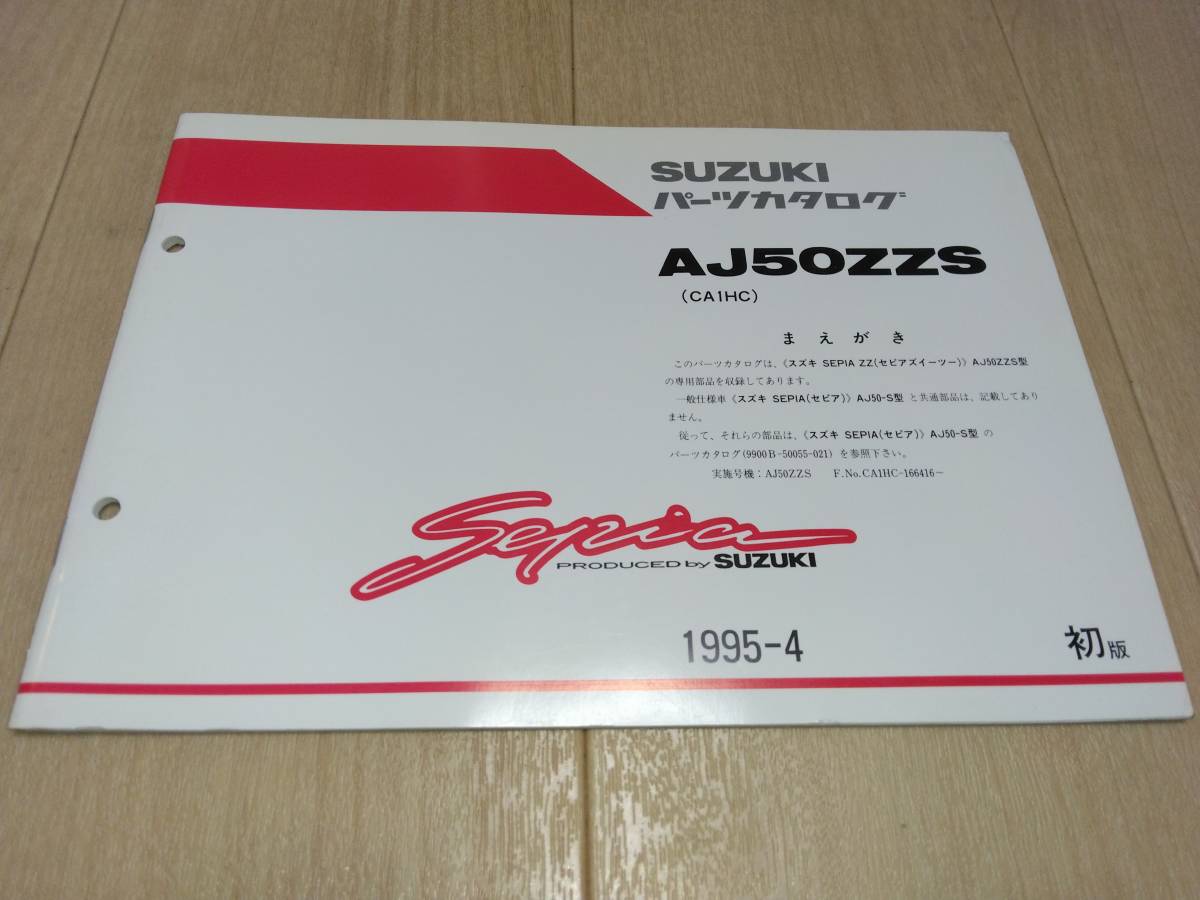 SUZUKI
パーツカタログ
AJ50ZZS
(CA1HC)
まえがき
このパーツカタログは、《スズキ SEPIA ZZ(セピアズィーツー)》AJ50ZZS型
の専用部品を収録してあります。
一般仕様車《スズキ SEPIA(セピア)》AJ50-S型 と共通部品は、記載してあり
ません。
従って、それらの部品は、《スズキ SEPIA(セピア)》AJ50-S型 の
パーツカタログ(9900B-50055-021) を参照下さい。
実施号機：AJ50ZZS F.No.CA1HC-166416~
Sepia
PRODUCED by SUZUKI
1995-4
初版